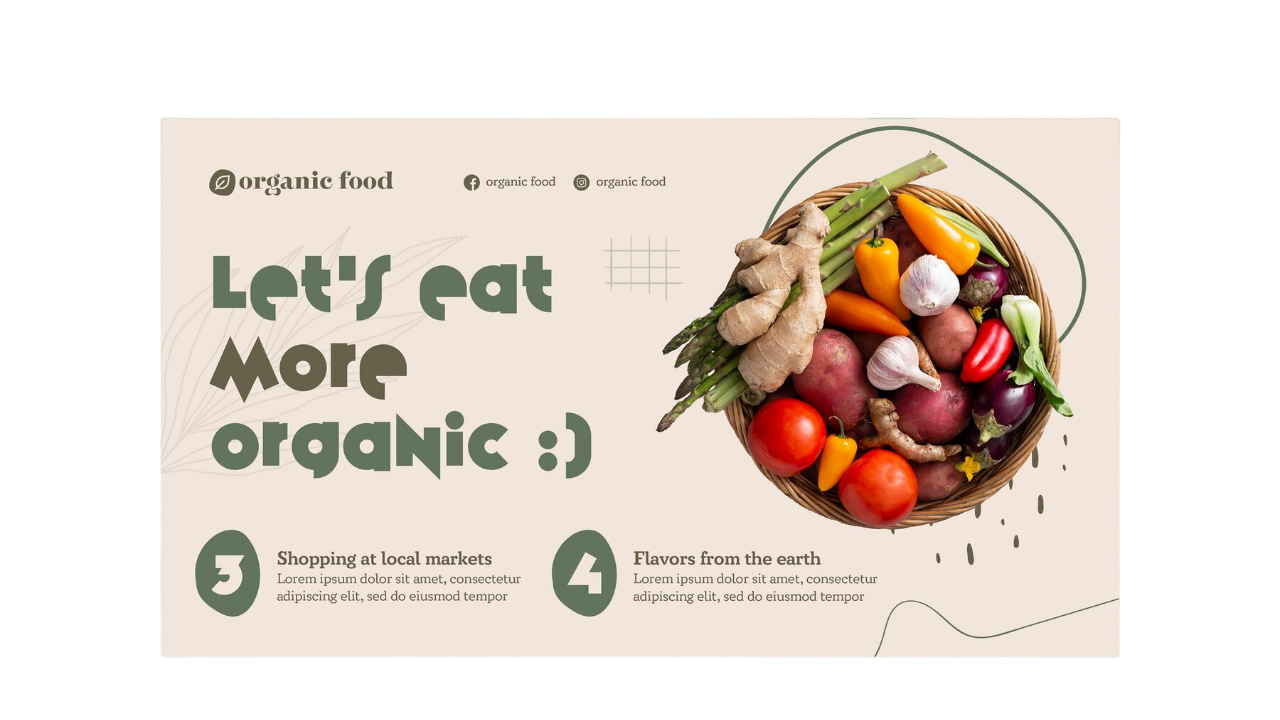 organic food
organic food
organic food
Let's eat
More
organic :)
3
Shopping at local markets
Lorem ipsum dolor sit amet, consectetur
adipiscing elit, sed do eiusmod tempor
4
Flavors from the earth
Lorem ipsum dolor sit amet, consectetur
adipiscing elit, sed do eiusmod tempor